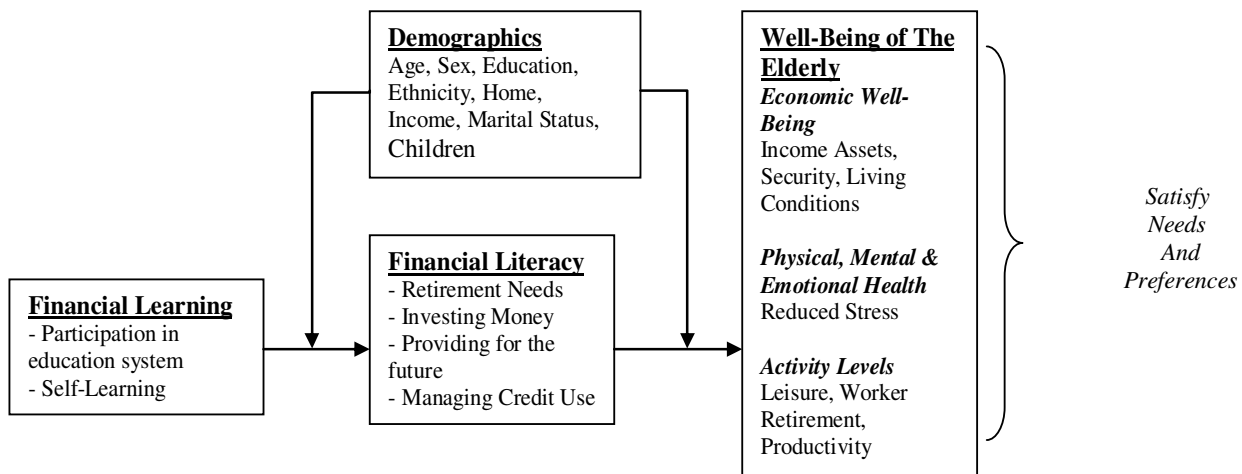 Demographics
Age, Sex, Education,
Ethnicity, Home,
Income, Marital Status,
Children
Financial Learning
- Participation in
education system
- Self-Learning
Financial Literacy
- Retirement Needs
- Investing Money
- Providing for the
future
- Managing Credit Use
Well-Being of The
Elderly
Economic Well-
Being
Income Assets,
Security, Living
Conditions
Physical, Mental &
Emotional Health
Reduced Stress
Activity Levels
Leisure, Worker
Retirement,
Productivity
Satisfy
Needs
And
Preferences